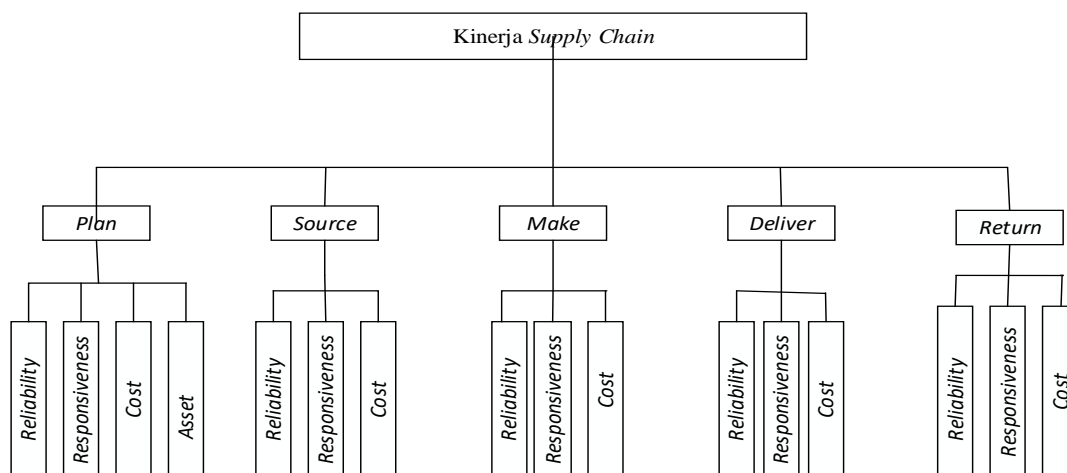 Kinerja Supply Chain
Plan
Source
Make
Deliver
Return
Reliability
Responsiveness
Cost
Asset
Reliability
Responsiveness
Cost
Reliability
Responsiveness
Cost
Reliability
Responsiveness
Cost
Reliability
Responsiveness
Cost